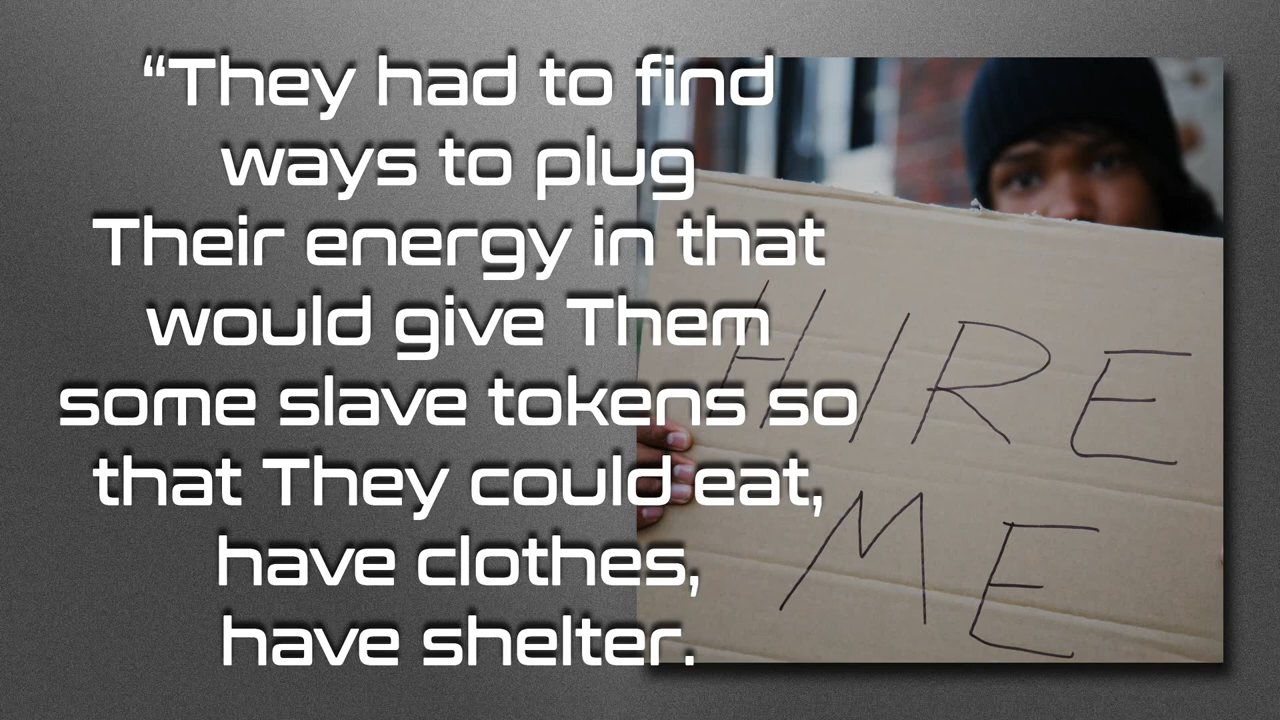 “They had to find
ways to plug
Their energy in that
would give Them
some slave tokens so
that They could eat,
have clothes,
have shelter.
HIRE
ME